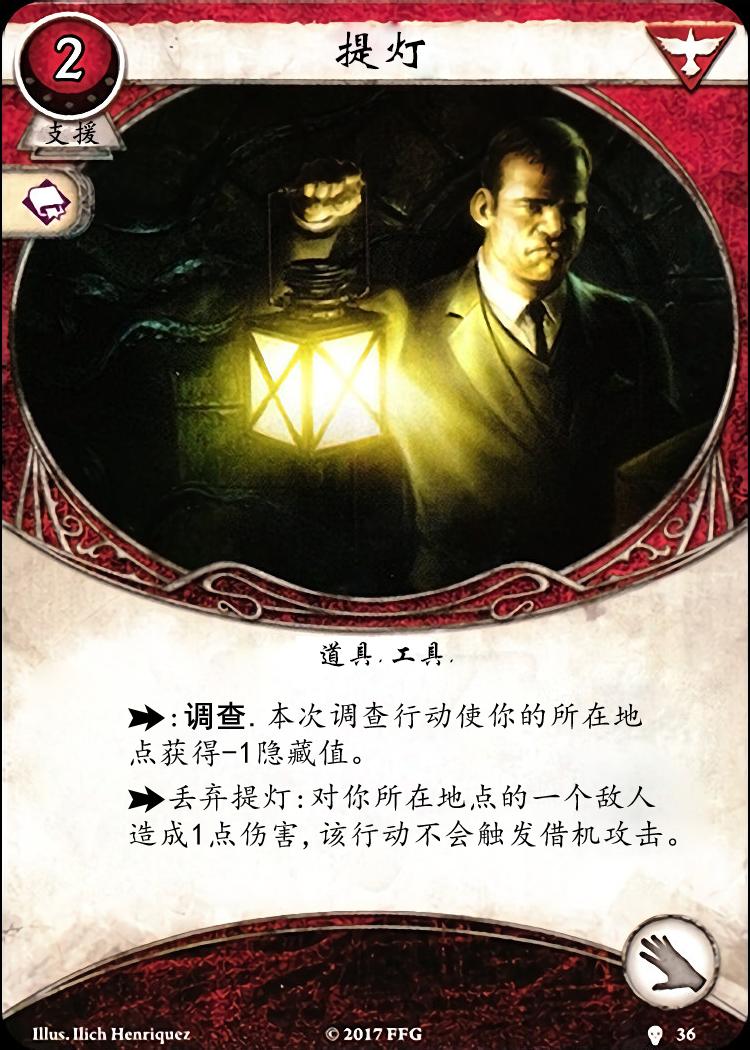 2
提灯
支援
道具.工具.
:调查. 本次调查行动使你的所在地
点获得-1隐藏值。
丢弃提灯:对你所在地点的一个敌人
造成1点伤害,该行动不会触发借机攻击。
Illus. Ilich Henriquez
© 2017 FFG
36